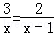 3/x = 2/(x − 1)